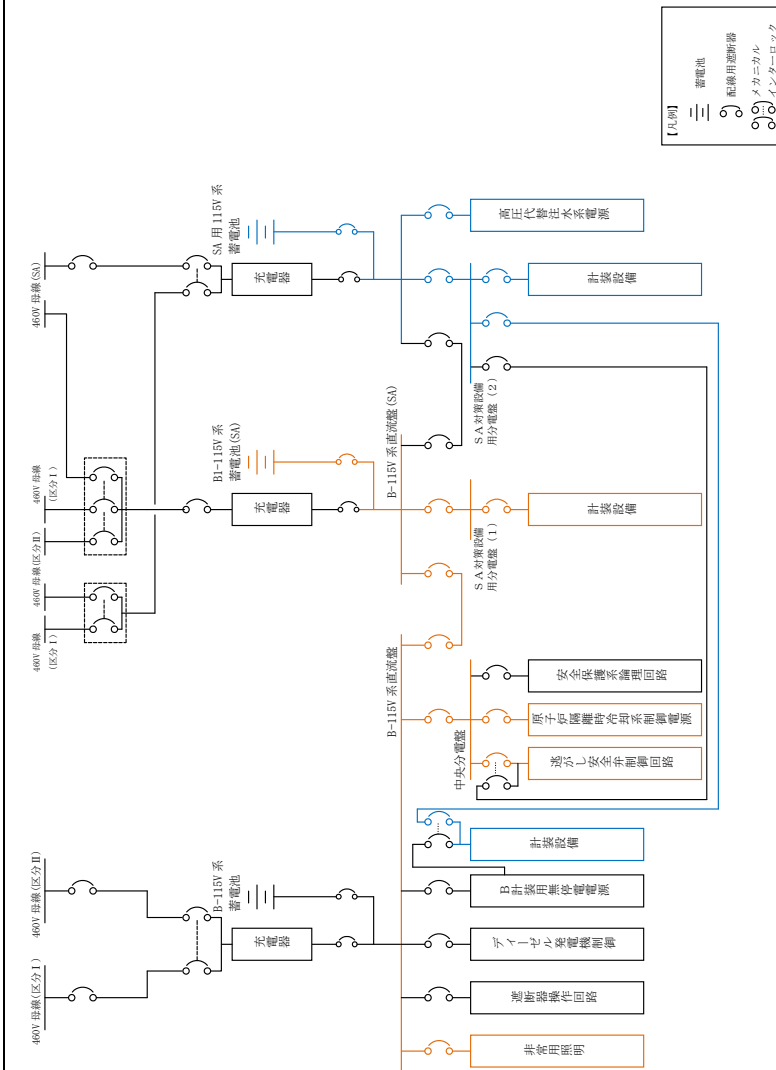 【凡例】
蓄電池
配線用遮断器
メカニカル
インターロック
460V 母線(SA)
SA 用 115V 系
蓄電池
充電器
高圧代替注水系電源
計装設備
SA対策設備
用分電盤（2）
460V 母線
(区分Ⅰ)
460V 母線(区分Ⅱ)
460V 母線
(区分Ⅰ)
B1-115V 系
蓄電池(SA)
充電器
B-115V 系直流盤(SA)
計装設備
SA対策設備
用分電盤（1）
B-115V 系直流盤
中央分電盤
安全保護系論理回路
原子炉隔離時冷却系制御電源
逃がし安全弁制御回路
460V 母線(区分Ⅱ)
460V 母線(区分Ⅰ)
B-115V 系
蓄電池
充電器
計装設備
B計装用無停電電源
ディーゼル発電機制御
遮断器操作回路
非常用照明